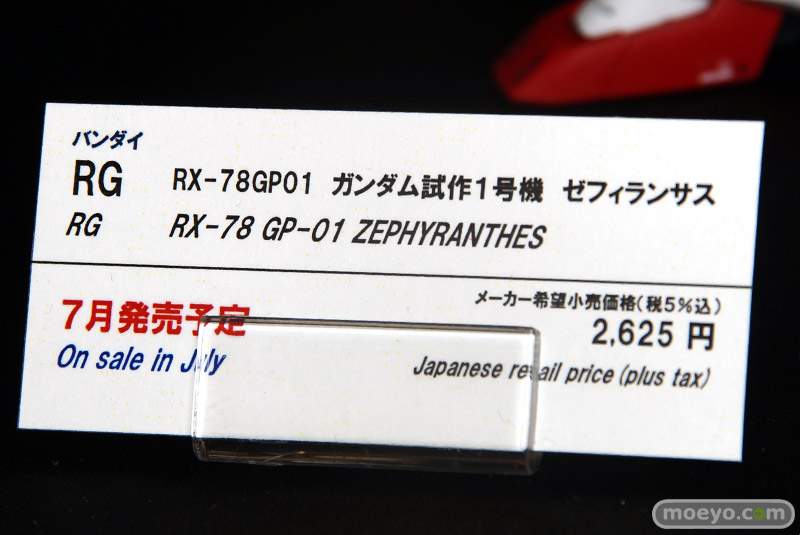 バンダイ
RG RX-78GP01 ガンダム試作1号機 ゼフィランサス
RG RX-78 GP-01 ZEPHYRANTHES
メーカー希望小売価格(税5%込)
7月発売予定 2,625 円
On sale in July Japanese retail price (plus tax)
moeyo.com